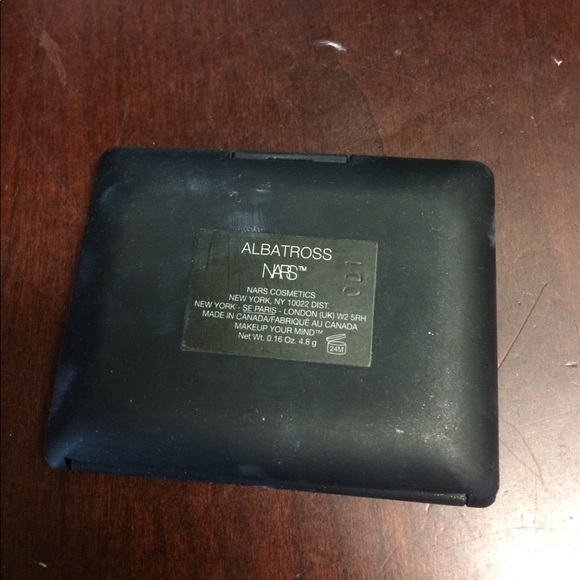 ALBATROSS
NARS™
NARS COSMETICS
NEW YORK, NY 10022 DIST.
NEW YORK - SE PARIS - LONDON (UK) W2 5RH
MADE IN CANADA/FABRIQUÉ AU CANADA
MAKEUP YOUR MIND™
Net Wt. 0.16 Oz. 4.8 g
24M